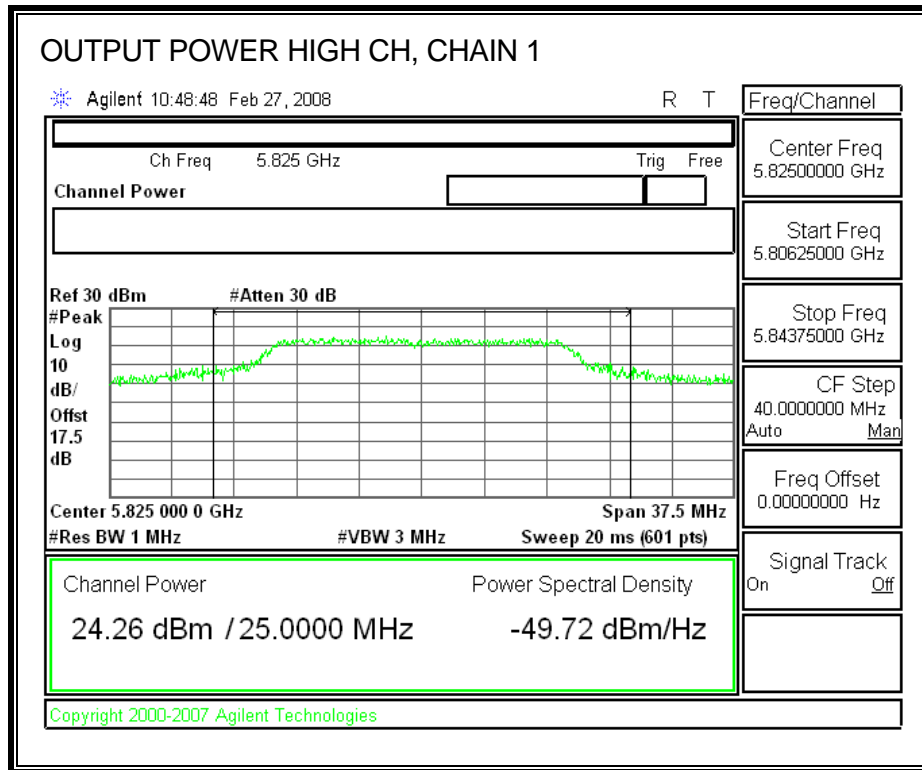 OUTPUT POWER HIGH CH, CHAIN 1
Agilent 10:48:48 Feb 27, 2008 R T
Freq/Channel
Ch Freq 5.825 GHz Trig Free
Channel Power
Center Freq
5.82500000 GHz
Start Freq
5.80625000 GHz
Ref 30 dBm #Atten 30 dB
#Peak
Log
10
dB/
Offst
17.5
dB
Stop Freq
5.84375000 GHz
CF Step
40.0000000 MHz
Auto Man
Freq Offset
0.00000000 Hz
Center 5.825 000 0 GHz Span 37.5 MHz
#Res BW 1 MHz #VBW 3 MHz Sweep 20 ms (601 pts)
Signal Track
On Off
Channel Power Power Spectral Density
24.26 dBm / 25.0000 MHz -49.72 dBm/Hz
Copyright 2000-2007 Agilent Technologies